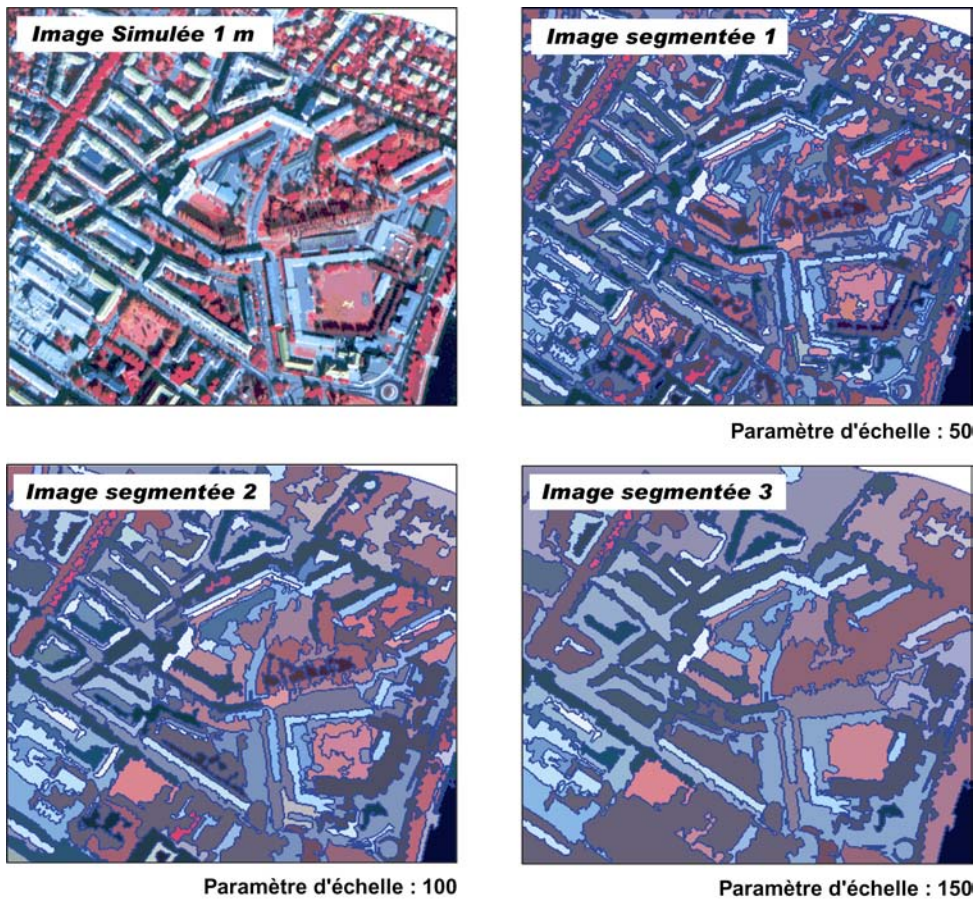 Image Simulée 1 m
Image segmentée 1
Paramètre d'échelle : 50
Image segmentée 2
Image segmentée 3
Paramètre d'échelle : 100
Paramètre d'échelle : 150